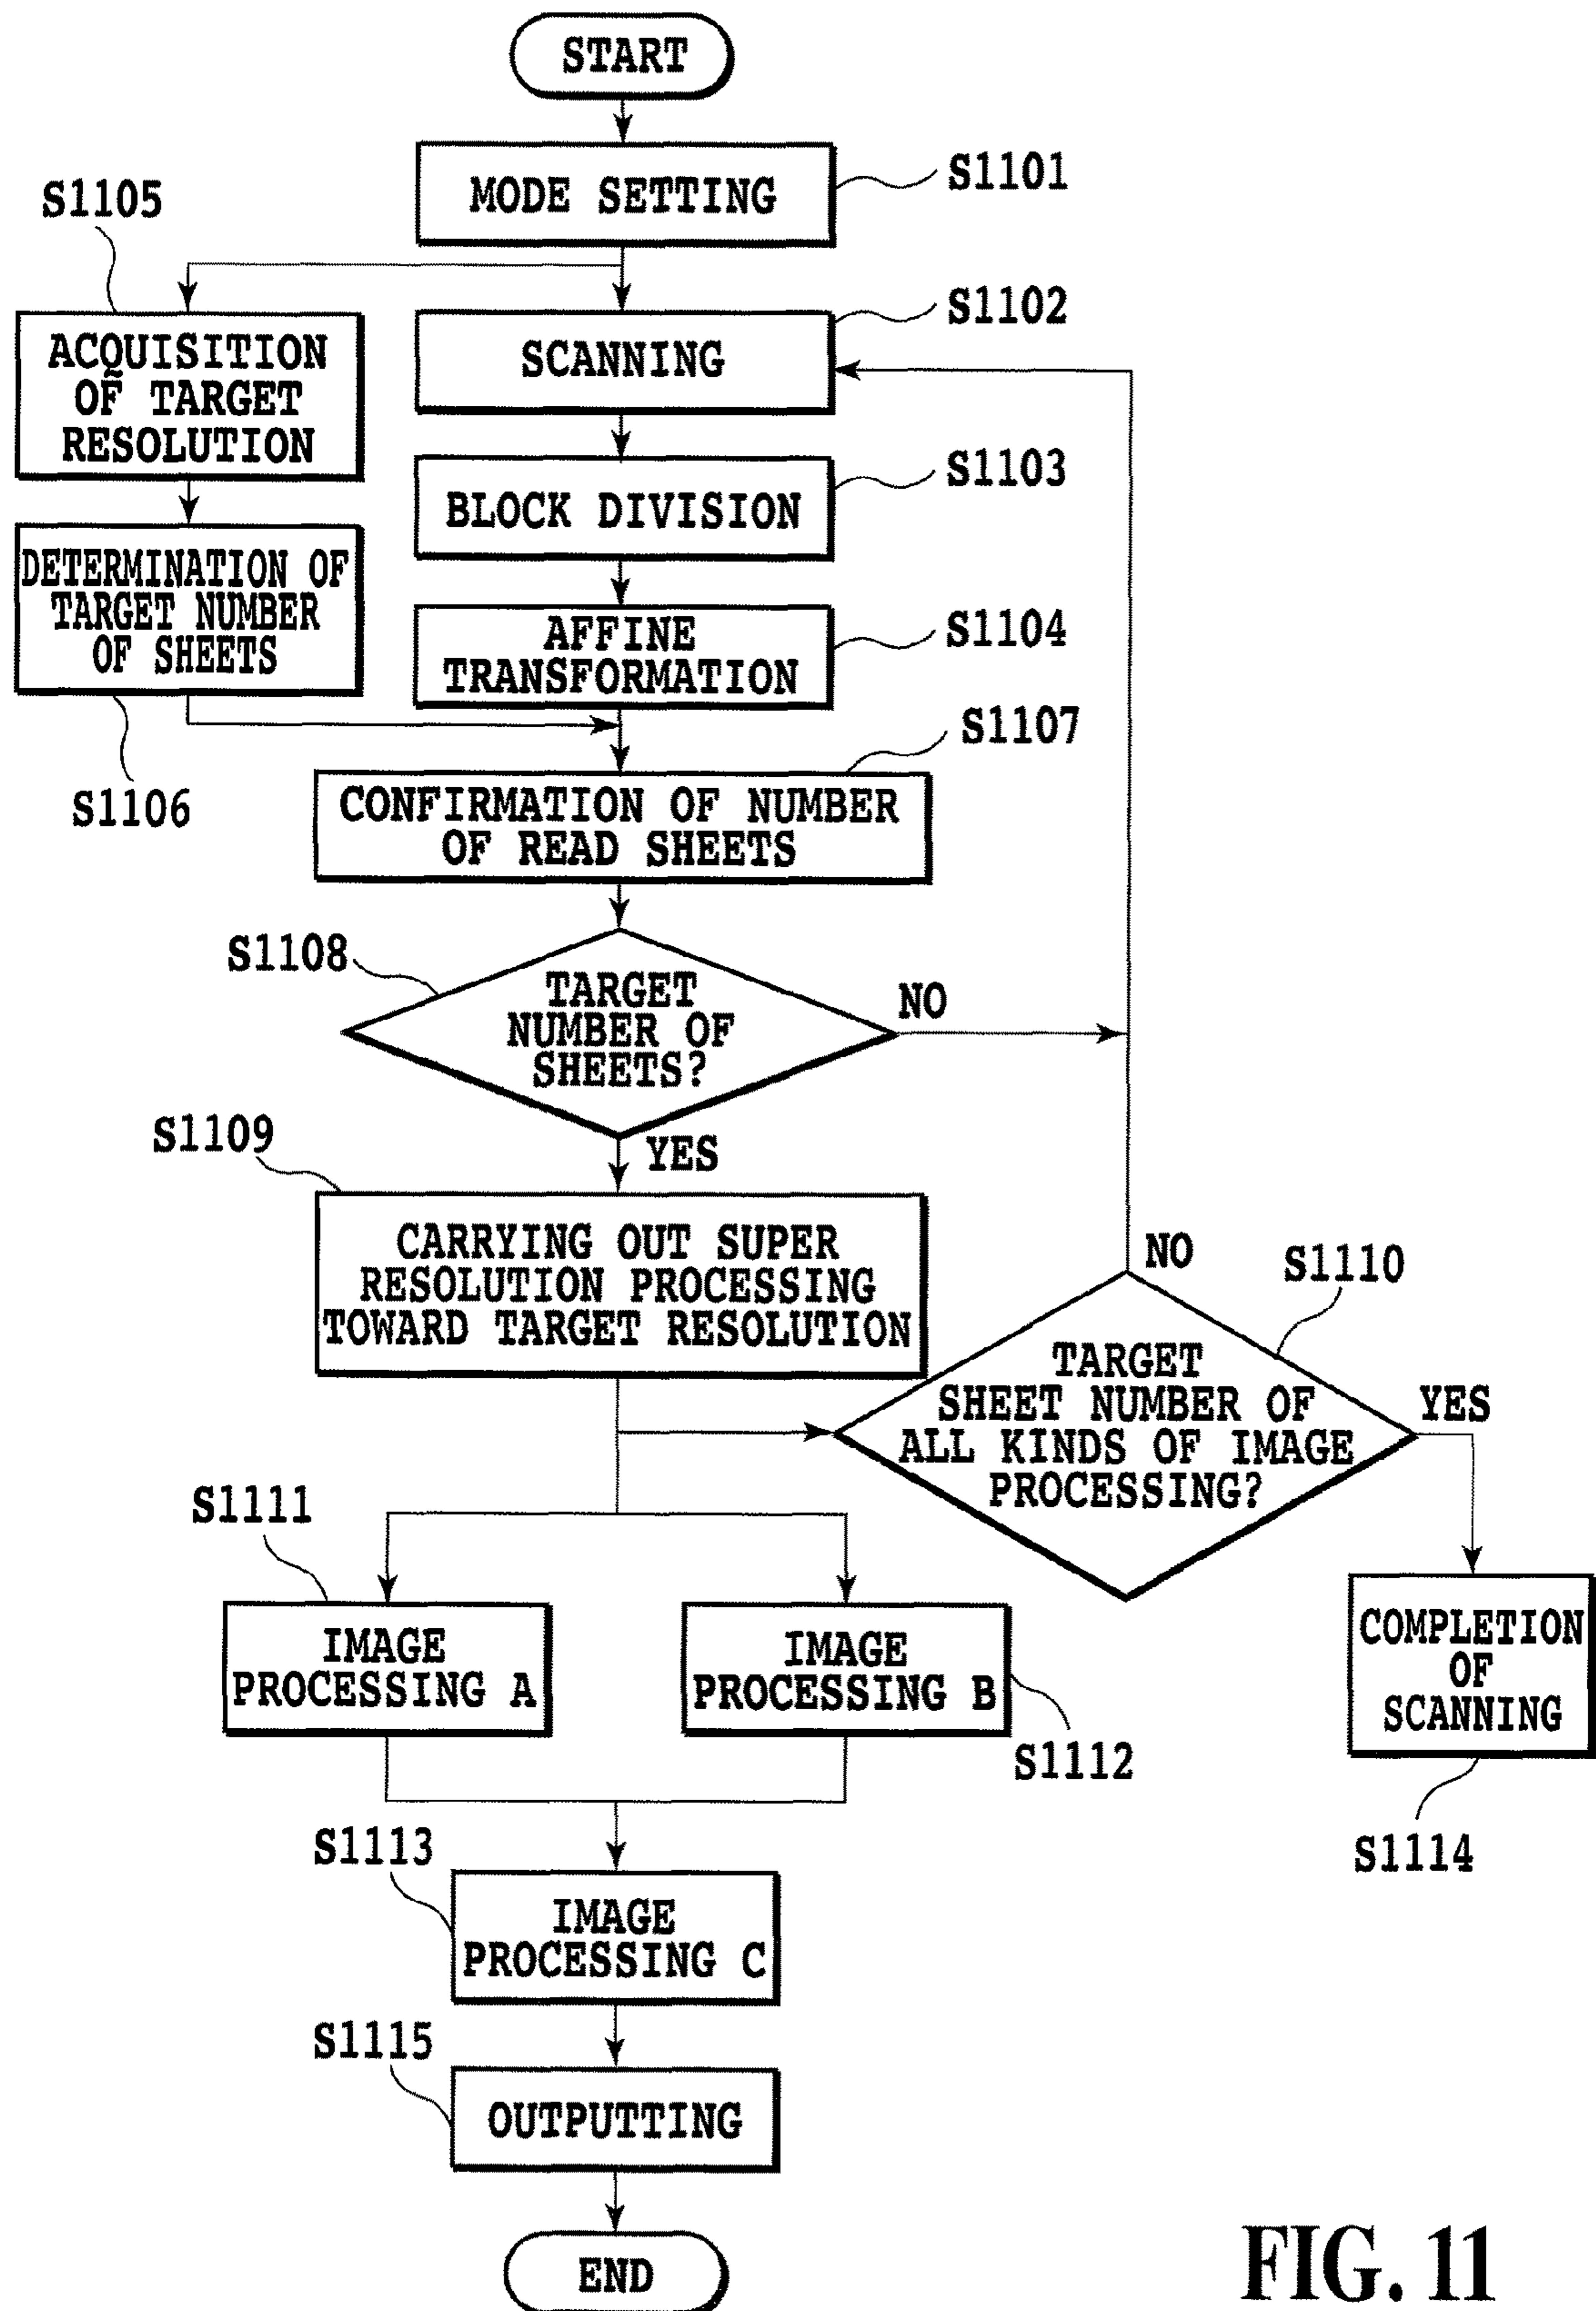 START
MODE SETTING
S1101
S1105
ACQUISITION
OF TARGET
RESOLUTION
SCANNING
S1102
BLOCK DIVISION
S1103
DETERMINATION OF
TARGET NUMBER
OF SHEETS
S1106
AFFINE
TRANSFORMATION
S1104
S1107
CONFIRMATION OF NUMBER
OF READ SHEETS
S1108
TARGET
NUMBER OF
SHEETS?
NO
YES
S1109
CARRYING OUT SUPER
RESOLUTION PROCESSING
TOWARD TARGET RESOLUTION
NO
S1110
TARGET
SHEET NUMBER OF
ALL KINDS OF IMAGE
PROCESSING?
YES
S1111
IMAGE
PROCESSING A
IMAGE
PROCESSING B
S1112
COMPLETION
OF
SCANNING
S1114
S1113
IMAGE
PROCESSING C
S1115
OUTPUTTING
END
FIG. 11